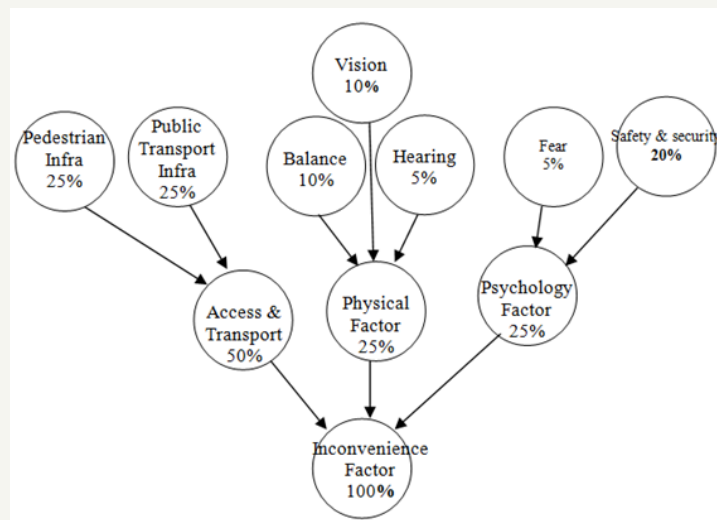 Vision
10%
Pedestrian
Infra
25%
Public
Transport
Infra
25%
Balance
10%
Hearing
5%
Fear
5%
Safety & security
20%
Access &
Transport
50%
Physical
Factor
25%
Psychology
Factor
25%
Inconvenience
Factor
100%